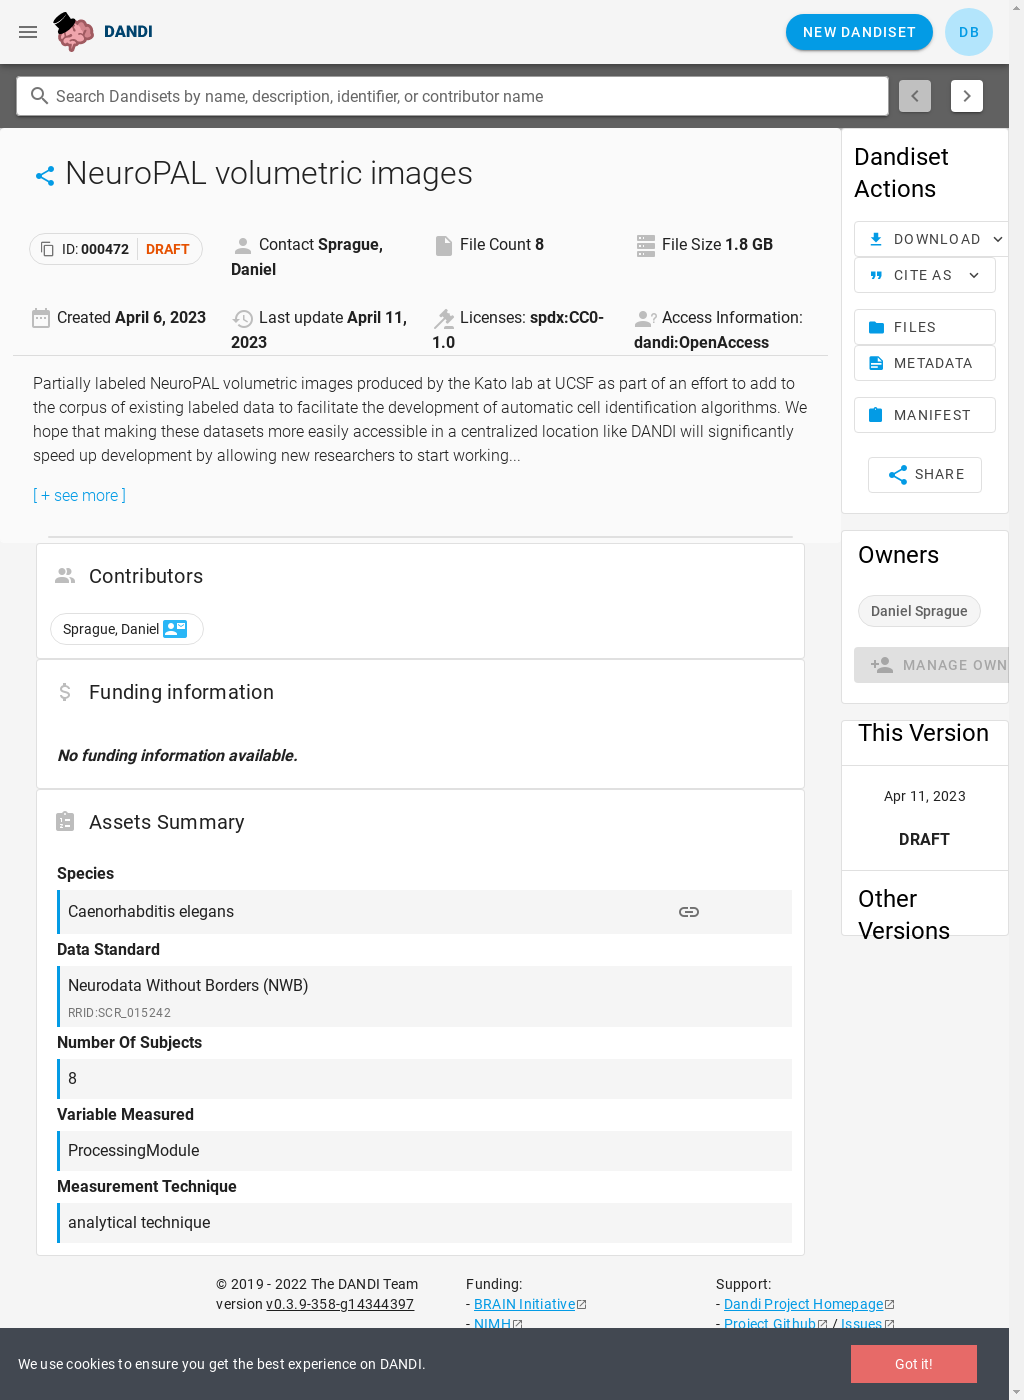 DANDI
NEW DANDISET
DB
Search Dandisets by name, description, identifier, or contributor name
NeuroPAL volumetric images
ID: 000472 DRAFT
Contact Sprague,
Daniel
File Count 8
File Size 1.8 GB
Created April 6, 2023
Last update April 11,
2023
Licenses: spdx:CC0-
1.0
Access Information:
dandi:OpenAccess
Partially labeled NeuroPAL volumetric images produced by the Kato lab at UCSF as part of an effort to add to
the corpus of existing labeled data to facilitate the development of automatic cell identification algorithms. We
hope that making these datasets more easily accessible in a centralized location like DANDI will significantly
speed up development by allowing new researchers to start working...
[ + see more ]
Contributors
Sprague, Daniel
Funding information
No funding information available.
Assets Summary
Species
Caenorhabditis elegans
Data Standard
Neurodata Without Borders (NWB)
RRID:SCR_015242
Number Of Subjects
8
Variable Measured
ProcessingModule
Measurement Technique
analytical technique
Dandiset
Actions
DOWNLOAD
CITE AS
FILES
METADATA
MANIFEST
SHARE
Owners
Daniel Sprague
MANAGE OWN
This Version
Apr 11, 2023
DRAFT
Other
Versions
© 2019 - 2022 The DANDI Team
version v0.3.9-358-g14344397
Funding:
- BRAIN Initiative
- NIMH
Support:
- Dandi Project Homepage
- Project Github / Issues
We use cookies to ensure you get the best experience on DANDI.
Got it!